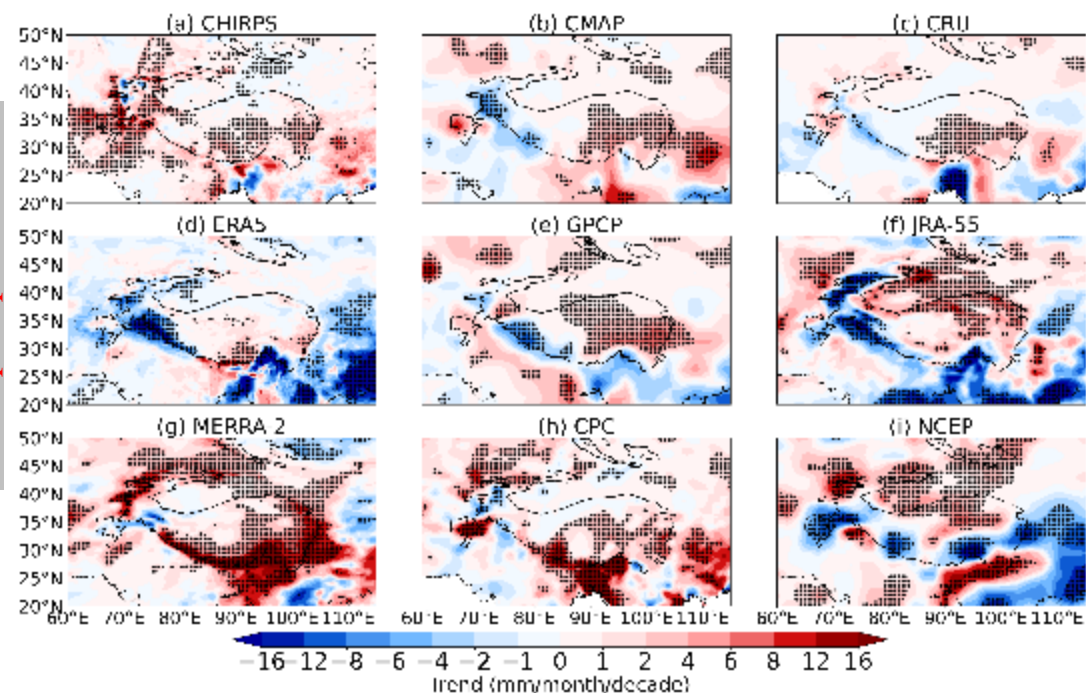 (a) CHIRPS (b) CMAP (c) CRU
50°N
45°N
40°N
35°N
30°N
25°N
20°N
(d) ERA5 (e) GPCP (f) JRA-55
50°N
45°N
40°N
35°N
30°N
25°N
20°N
(g) MERRA-2 (h) CPC (i) NCEP
50°N
45°N
40°N
35°N
30°N
25°N
20°N
60°E 70°E 80°E 90°E 100°E 110°E 60°E 70°E 80°E 90°E 100°E 110°E 60°E 70°E 80°E 90°E 100°E 110°E
−16 −12 −8 −6 −4 −2 −1 0 1 2 4 6 8 12 16
Trend (mm/month/decade)